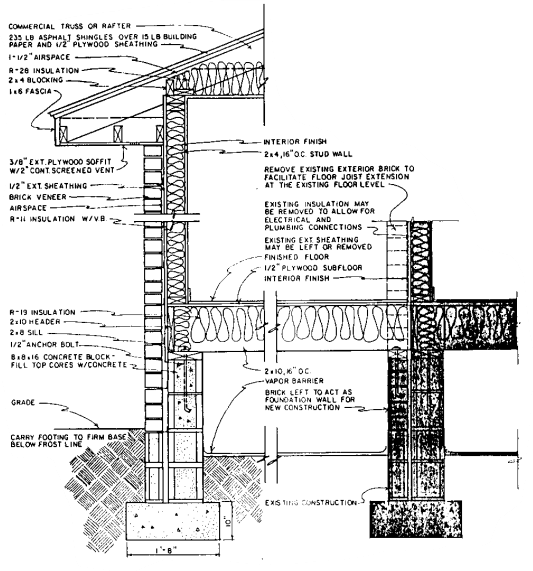 COMMERCIAL TRUSS OR RAFTER
235 LB ASPHALT SHINGLES OVER 15 LB BUILDING
PAPER AND 1/2" PLYWOOD SHEATHING
1-1/2" AIRSPACE
R-28 INSULATION
2x4 BLOCKING
1x6 FASCIA
3/8" EXT. PLYWOOD SOFFIT
W/2" CONT. SCREENED VENT
1/2" EXT. SHEATHING
BRICK VENEER
AIRSPACE
R-11 INSULATION W/V.B.
R-19 INSULATION
2x10 HEADER
2x8 SILL
1/2" ANCHOR BOLT
8x8x16 CONCRETE BLOCK-
FILL TOP CORES W/CONCRETE
GRADE
CARRY FOOTING TO FIRM BASE
BELOW FROST LINE
1'-8"
10"
INTERIOR FINISH
2x4, 16" O.C. STUD WALL
REMOVE EXISTING EXTERIOR BRICK TO
FACILITATE FLOOR JOIST EXTENSION
AT THE EXISTING FLOOR LEVEL
EXISTING INSULATION MAY
BE REMOVED TO ALLOW FOR
ELECTRICAL AND
PLUMBING CONNECTIONS
EXISTING EXT. SHEATHING
MAY BE LEFT OR REMOVED
FINISHED FLOOR
1/2" PLYWOOD SUBFLOOR
INTERIOR FINISH
2x10, 16" O.C.
VAPOR BARRIER
BRICK LEFT TO ACT AS
FOUNDATION WALL FOR
NEW CONSTRUCTION
EXISTING CONSTRUCTION